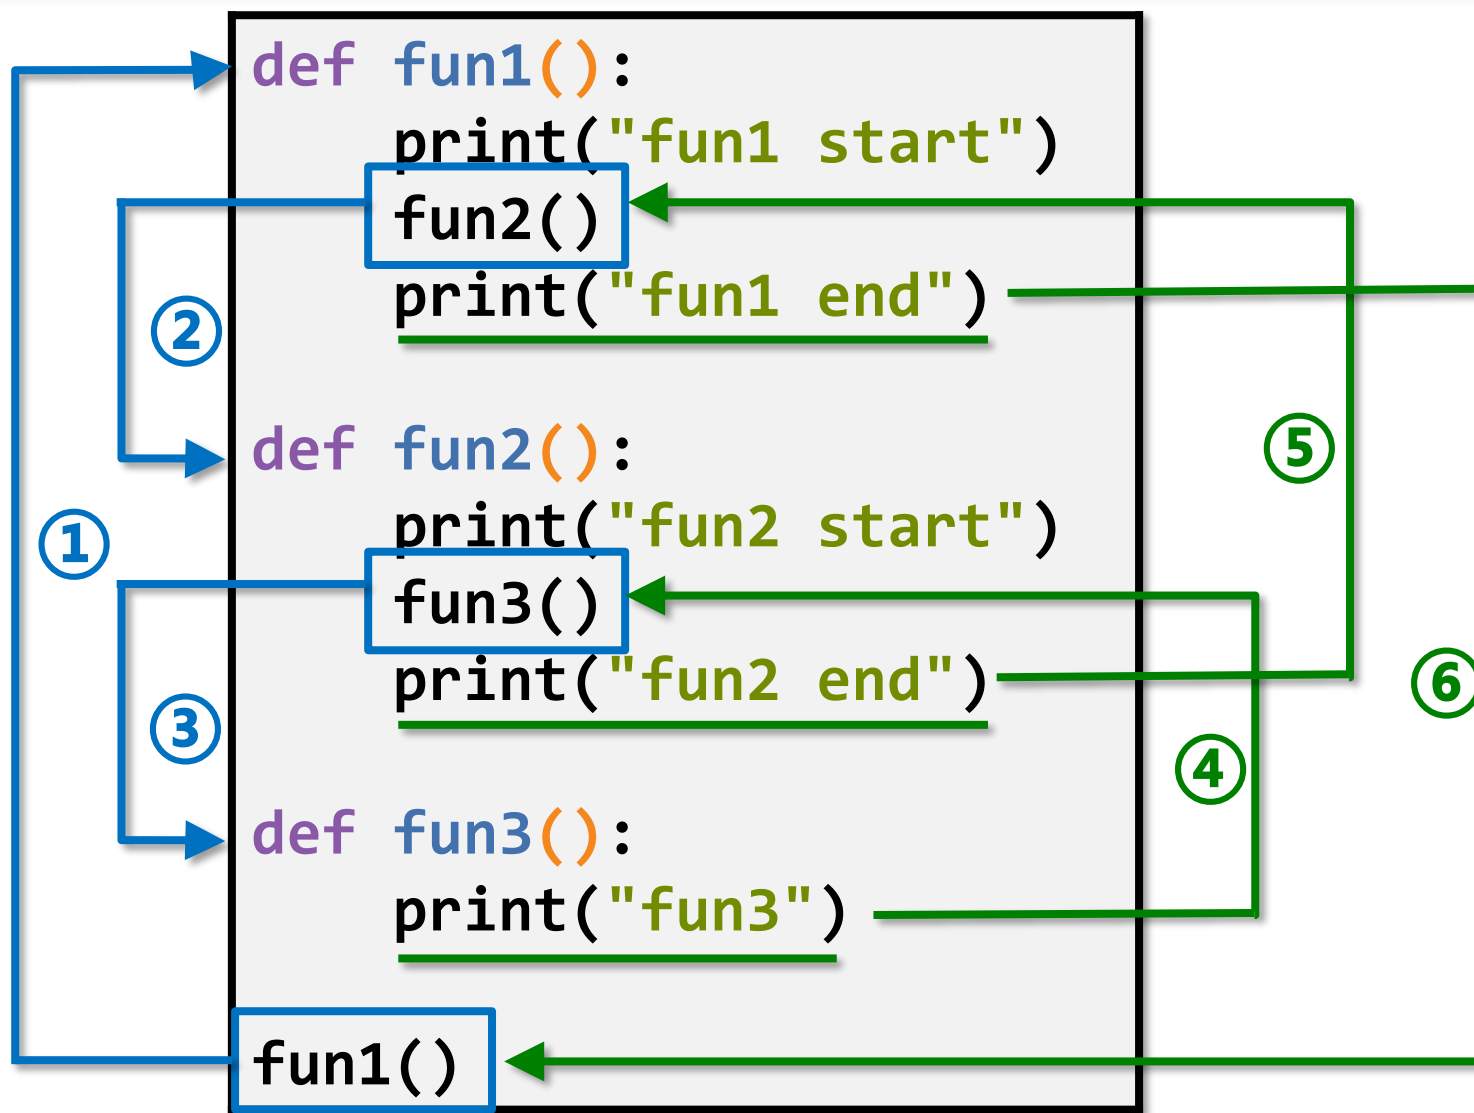 def fun1():
    print("fun1 start")
    fun2()
    print("fun1 end")
②
def fun2():
⑤
    print("fun2 start")
①
    fun3()
    print("fun2 end")
⑥
③
④
def fun3():
    print("fun3")
fun1()